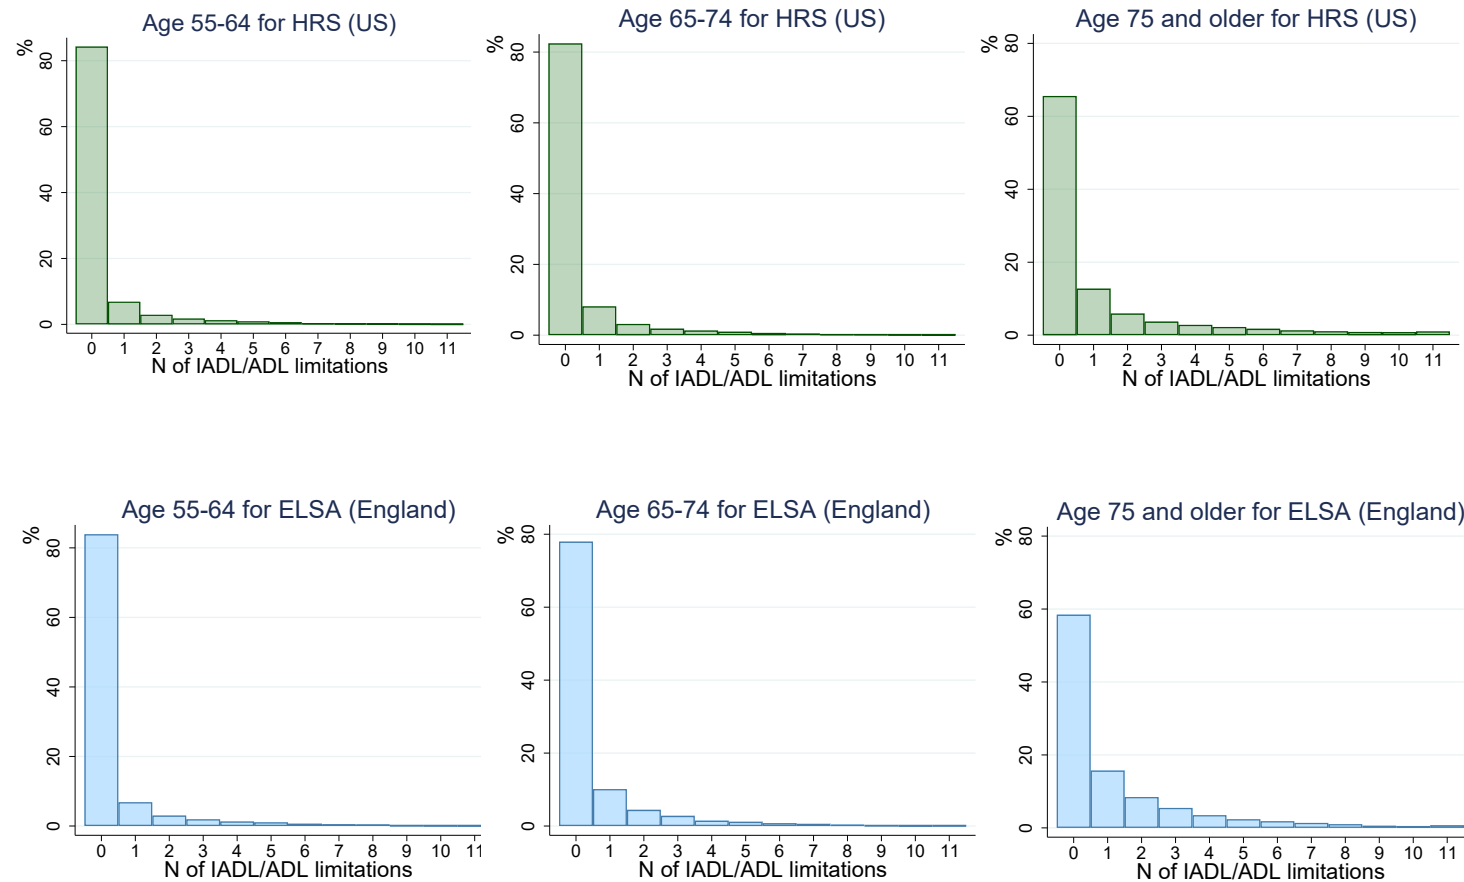 Age 55-64 for HRS (US)
%
80
60
40
20
0
0 1 2 3 4 5 6 7 8 9 10 11
N of IADL/ADL limitations
Age 65-74 for HRS (US)
%
80
60
40
20
0
0 1 2 3 4 5 6 7 8 9 10 11
N of IADL/ADL limitations
Age 75 and older for HRS (US)
%
80
60
40
20
0
0 1 2 3 4 5 6 7 8 9 10 11
N of IADL/ADL limitations
Age 55-64 for ELSA (England)
%
80
60
40
20
0
0 1 2 3 4 5 6 7 8 9 10 11
N of IADL/ADL limitations
Age 65-74 for ELSA (England)
%
80
60
40
20
0
0 1 2 3 4 5 6 7 8 9 10 11
N of IADL/ADL limitations
Age 75 and older for ELSA (England)
%
80
60
40
20
0
0 1 2 3 4 5 6 7 8 9 10 11
N of IADL/ADL limitations